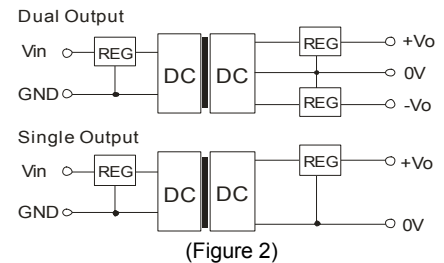 Dual Output
Vin REG DC DC REG +Vo
0V
GND REG -Vo
Single Output
Vin REG DC DC REG +Vo
GND 0V
(Figure 2)